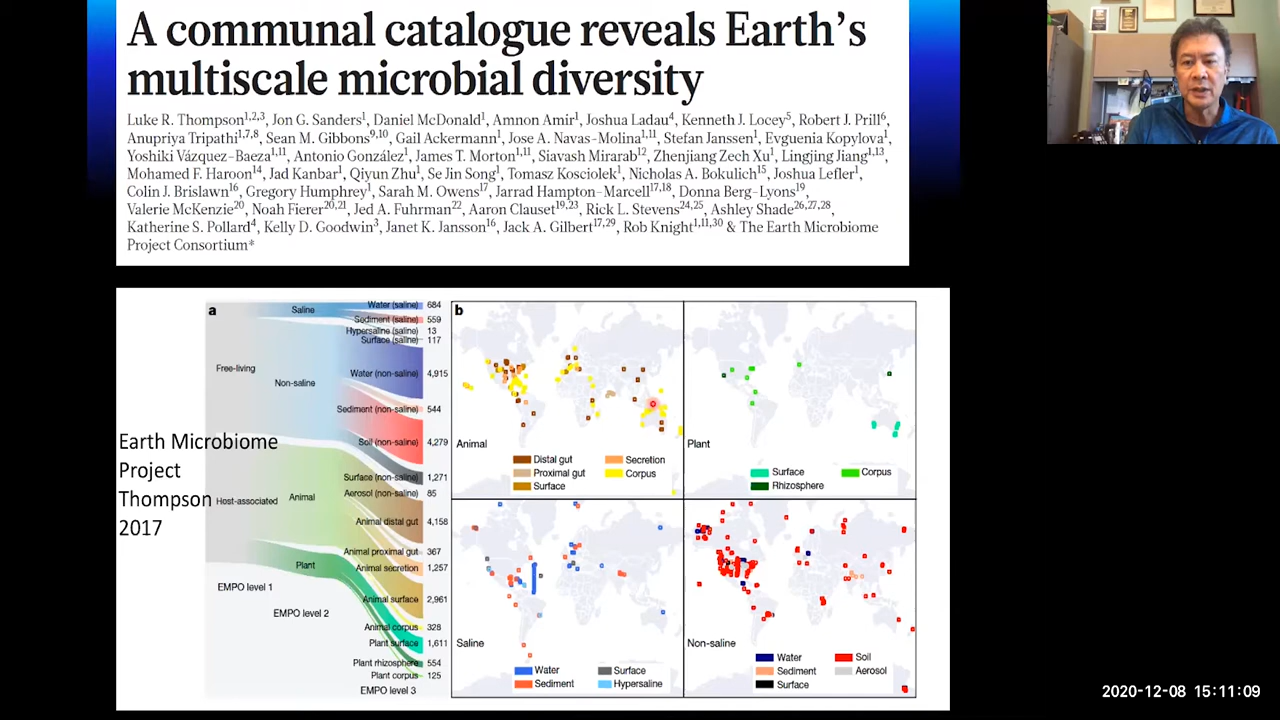 A communal catalogue reveals Earth's
multiscale microbial diversity
Luke R. Thompson1,2,3, Jon G. Sanders1, Daniel McDonald1, Amnon Amir1, Joshua Ladau4, Kenneth J. Locey5, Robert J. Prill6,
Anupriya Tripathi1,7,8, Sean M. Gibbons9,10, Gail Ackermann1, Jose A. Navas-Molina1,11, Stefan Janssen1, Evguenia Kopylova1,
Yoshiki Vázquez-Baeza1,11, Antonio González1, James T. Morton1,11, Siavash Mirarab12, Zhenjiang Zech Xu1, Lingjing Jiang1,13,
Mohamed F. Haroon14, Jad Kanbar1, Qiyun Zhu1, Se Jin Song1, Tomasz Kosciolek1, Nicholas A. Bokulich15, Joshua Lefler1,
Colin J. Brislawn16, Gregory Humphrey1, Sarah M. Owens17, Jarrad Hampton-Marcell17,18, Donna Berg-Lyons19,
Valerie McKenzie20, Noah Fierer20,21, Jed A. Fuhrman22, Aaron Clauset19,23, Rick L. Stevens24,25, Ashley Shade26,27,28,
Katherine S. Pollard4, Kelly D. Goodwin3, Janet K. Jansson16, Jack A. Gilbert17,29, Rob Knight1,11,30 & The Earth Microbiome
Project Consortium*
Earth Microbiome
Project
Thompson
2017
a
Free-living
Host-associated
EMPO level 1
Saline
Non-saline
Animal
Plant
EMPO level 2
Water (saline) 684
Sediment (saline) 559
Hypersaline (saline) 13
Surface (saline) 117
Water (non-saline) 4,915
Sediment (non-saline) 544
Soil (non-saline) 4,279
Surface (non-saline) 1,271
Aerosol (non-saline) 85
Animal distal gut 4,158
Animal proximal gut 367
Animal secretion 1,257
Animal surface 2,961
Animal corpus 328
Plant surface 1,611
Plant rhizosphere 554
Plant corpus 125
EMPO level 3
b
Animal
Distal gut Secretion
Proximal gut Corpus
Surface
Plant
Surface Corpus
Rhizosphere
Saline
Water Surface
Sediment Hypersaline
Non-saline
Water Soil
Sediment Aerosol
Surface
2020-12-08 15:11:09